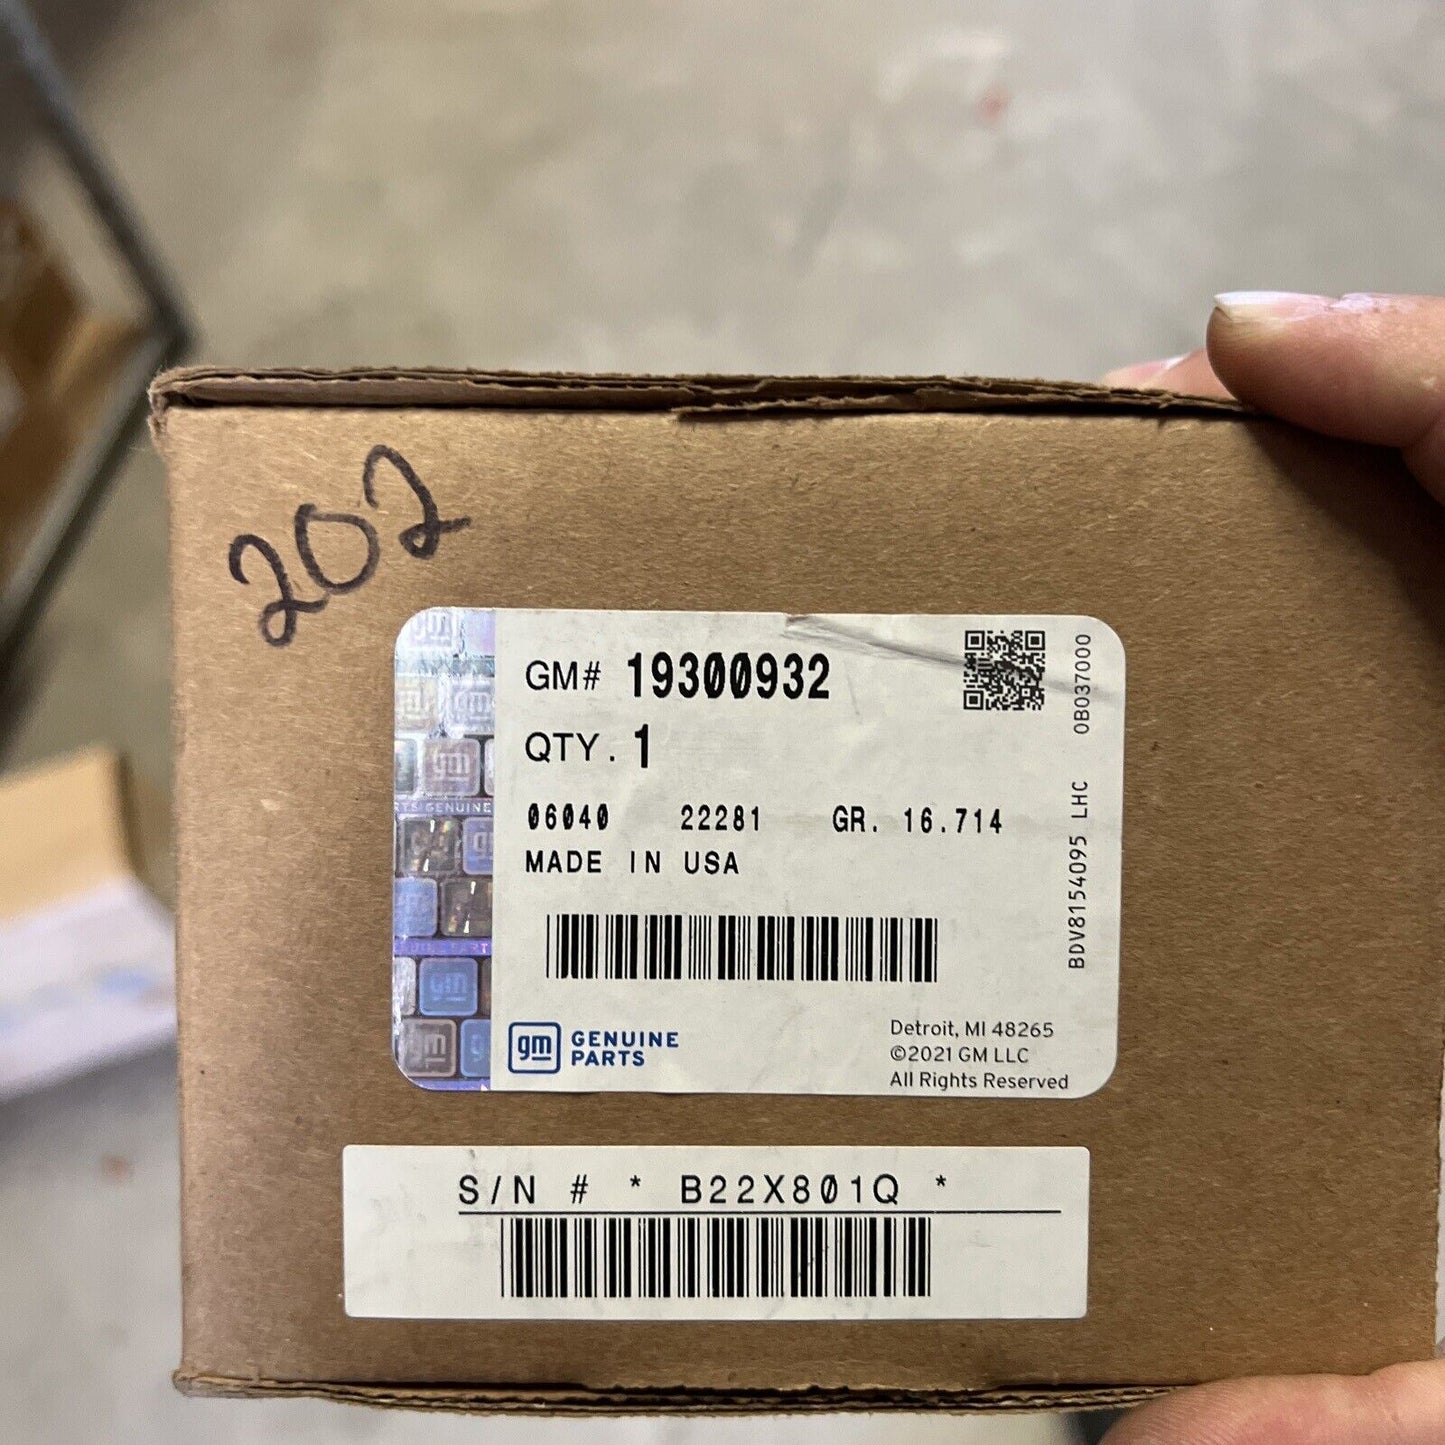 202
GM# 19300932
QTY. 1
06040 22281 GR. 16.714
MADE IN USA
BDV8154095 LHC 0B037000
gm GENUINE
PARTS
Detroit, MI 48265
©2021 GM LLC
All Rights Reserved
S/N # * B22X801Q *